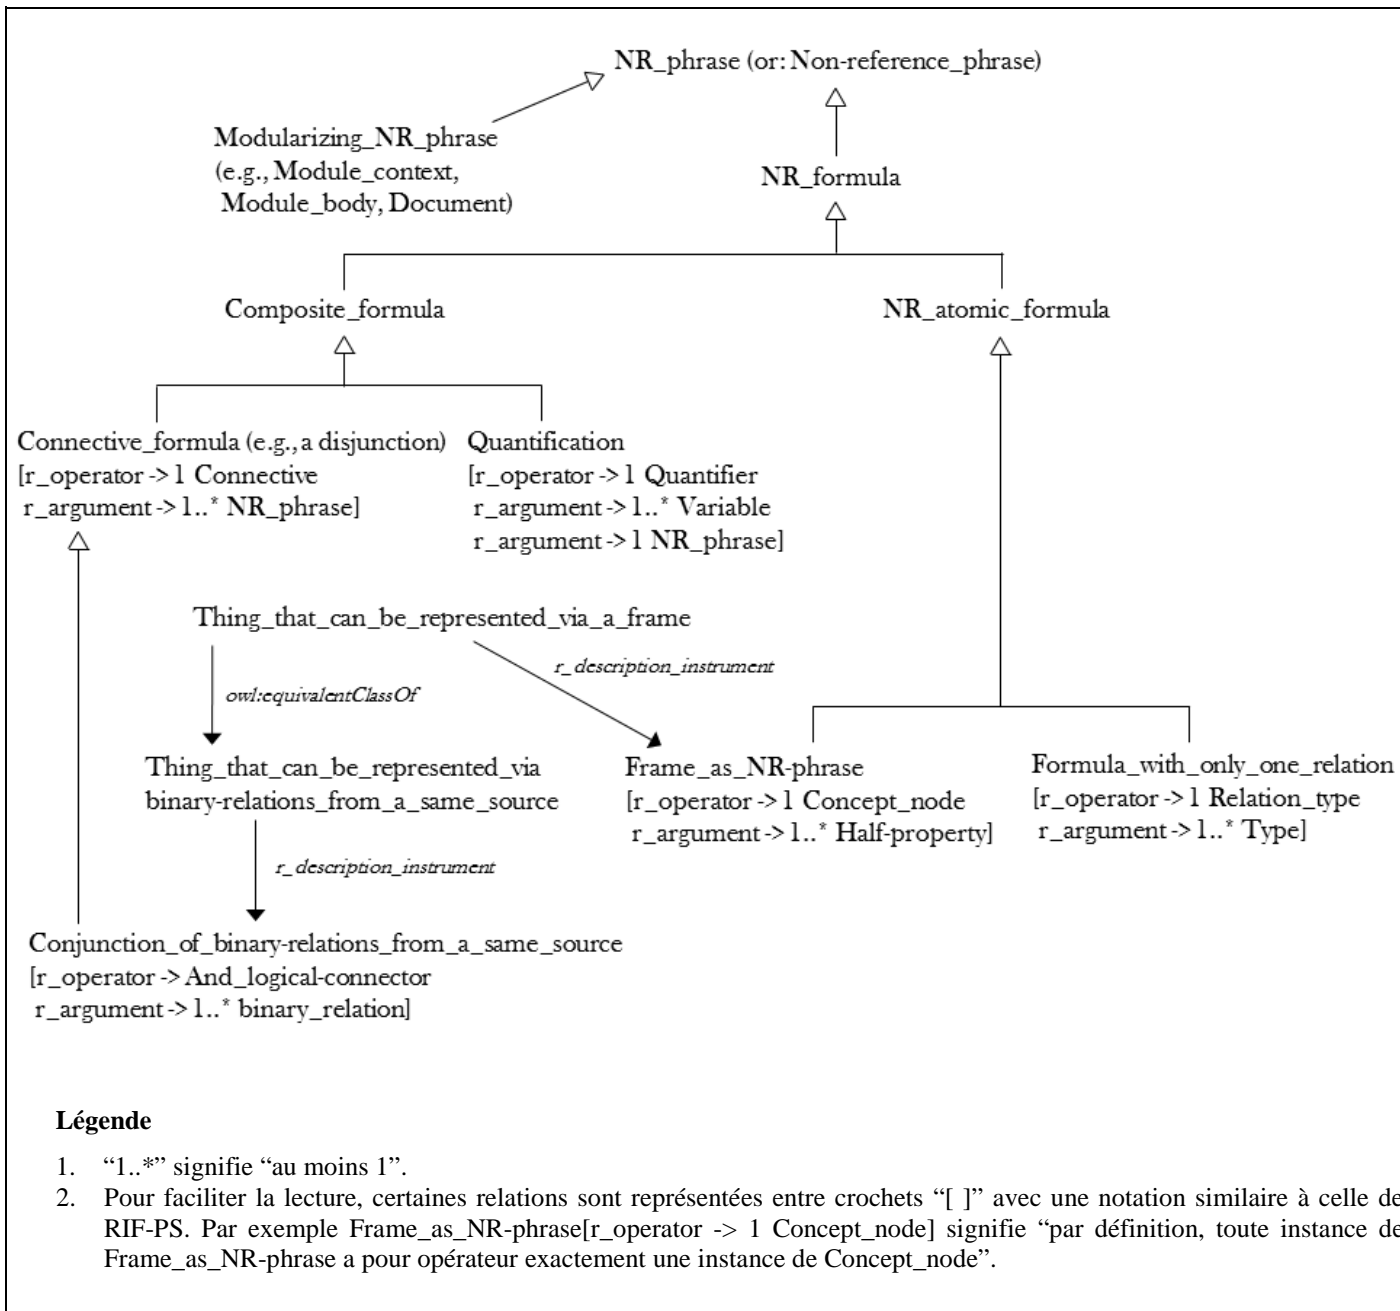 NR_phrase (or: Non-reference_phrase)
Modularizing_NR_phrase
(e.g., Module_context,
Module_body, Document)
NR_formula
Composite_formula
NR_atomic_formula
Connective_formula (e.g., a disjunction)
[r_operator -> 1 Connective
r_argument -> 1..* NR_phrase]
Quantification
[r_operator -> 1 Quantifier
r_argument -> 1..* Variable
r_argument -> 1 NR_phrase]
Thing_that_can_be_represented_via_a_frame
r_description_instrument
owl:equivalentClassOf
Thing_that_can_be_represented_via
binary-relations_from_a_same_source
Frame_as_NR-phrase
[r_operator -> 1 Concept_node
r_argument -> 1..* Half-property]
Formula_with_only_one_relation
[r_operator -> 1 Relation_type
r_argument -> 1..* Type]
r_description_instrument
Conjunction_of_binary-relations_from_a_same_source
[r_operator -> And_logical-connector
r_argument -> 1..* binary_relation]
Légende
1. “1..*” signifie “au moins 1”.
2. Pour faciliter la lecture, certaines relations sont représentées entre crochets “[ ]” avec une notation similaire à celle de
RIF-PS. Par exemple Frame_as_NR-phrase[r_operator -> 1 Concept_node] signifie “par définition, toute instance de
Frame_as_NR-phrase a pour opérateur exactement une instance de Concept_node”.